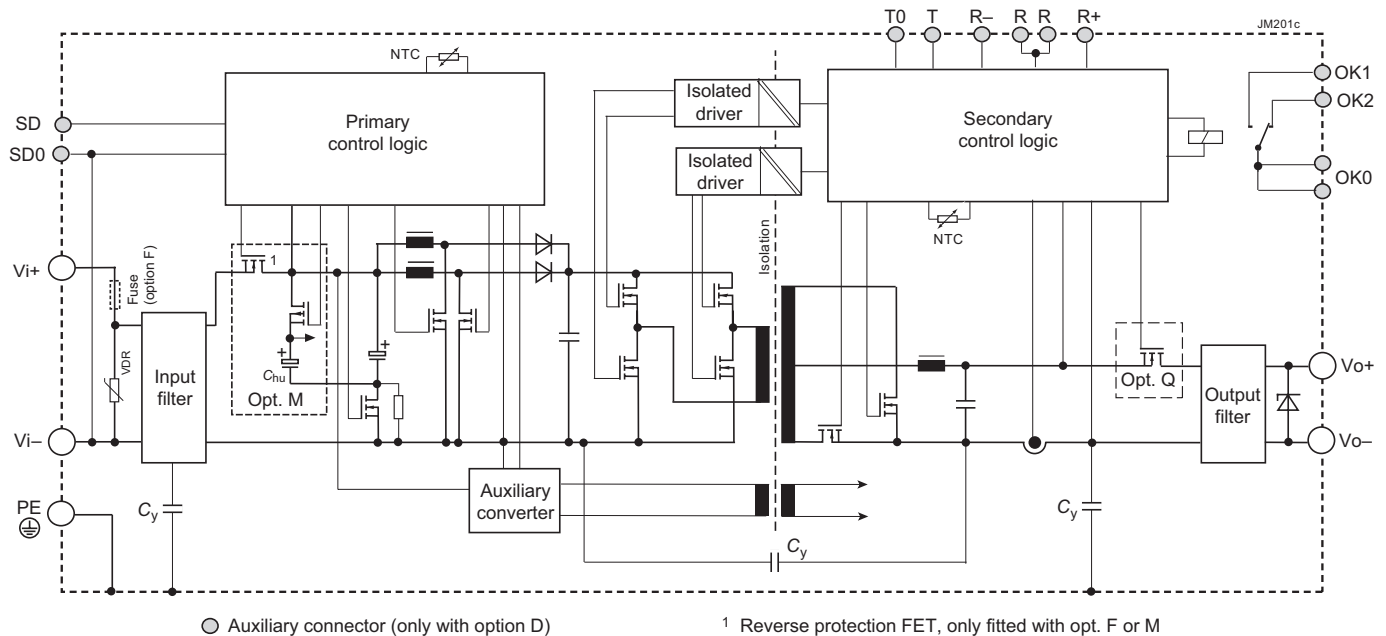 T0 T R– R R R+
JM201c
NTC
OK1
Isolated
driver
OK2
Primary
control logic
Secondary
control logic
SD
SD0
Isolated
driver
OK0
NTC
Isolation
Vi+
Fuse
(option F)
1
VDR
Input
filter
+
Chu
+
Opt. M
Opt. Q
Output
filter
Vo+
Vi–
Vo–
Auxiliary
converter
PE
Cy
Cy
Cy
Auxiliary connector (only with option D)
1 Reverse protection FET, only fitted with opt. F or M